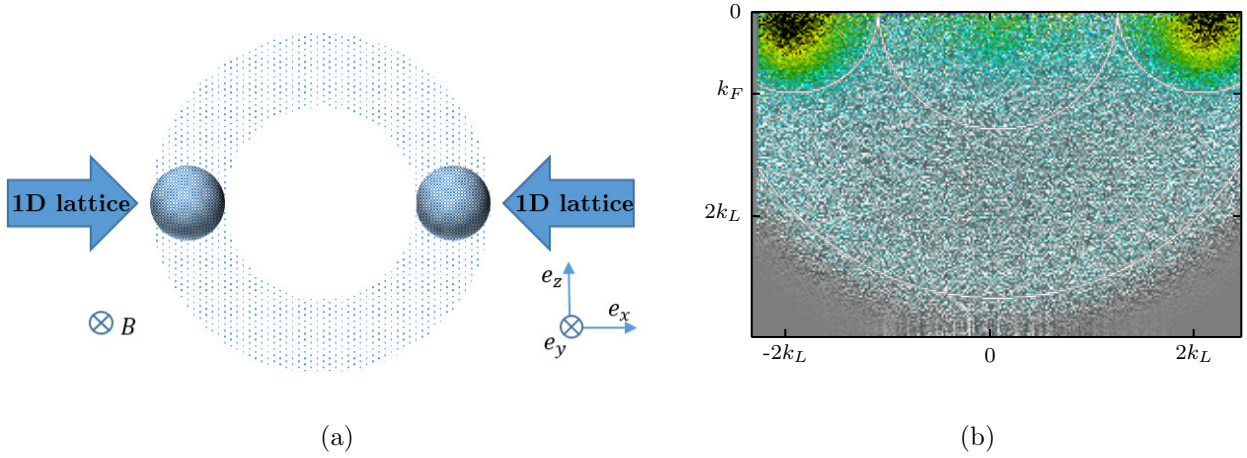 1D lattice
1D lattice
e_z
e_x
e_y
⊗ B
(a)
0
k_F
2k_L
-2k_L
0
2k_L
(b)